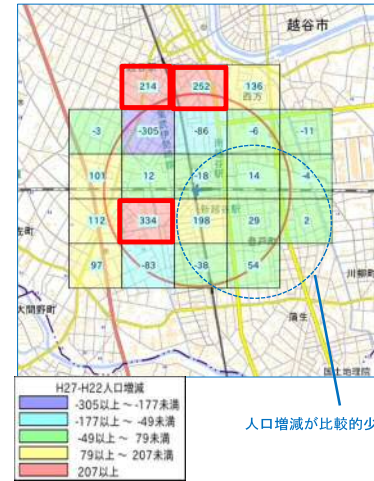 越谷市
214 252 136
西方
-3 -305 -86 -6 -11
101 12 -18 14 -4
新越谷駅
112 334 198 29 2
97 -83 -38 54
川柳町
大間野町
蒲生
国土地理院
H27-H22人口増減
-305以上～-177未満
-177以上～-49未満
-49以上～ 79未満
79以上～ 207未満
207以上
人口増減が比較的少